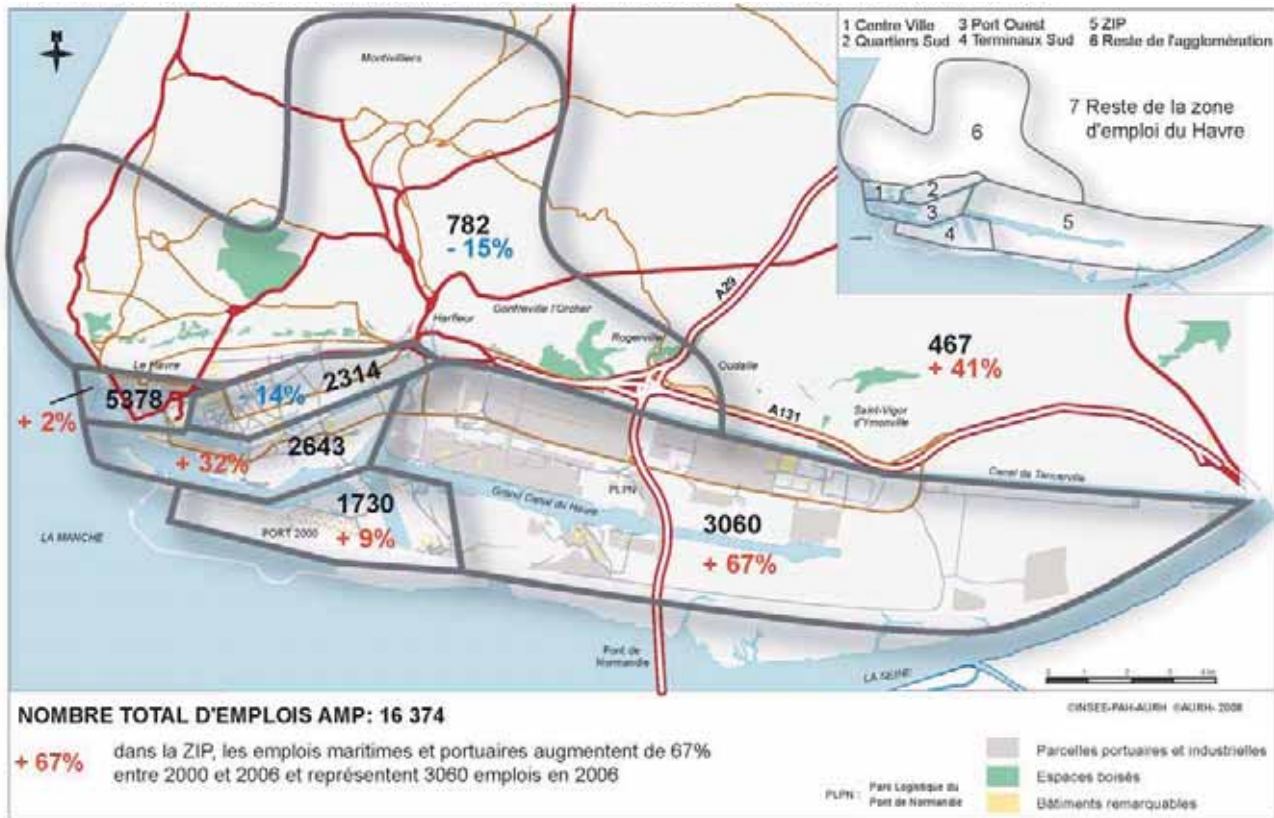 N
1 Centre Ville 3 Port Ouest 5 ZIP
2 Quartiers Sud 4 Terminaux Sud 6 Reste de l'agglomération
7 Reste de la zone
d'emploi du Havre
6
1
2
3
4
5
Montivilliers
782
- 15%
A29
Harfleur
Gonfreville l'Orcher
Rogerville
Oudalle
467
+ 41%
Le Havre
5378
+ 2%
2314
- 14%
A131
Saint-Vigor
d'Ymonville
2643
+ 32%
Canal de Tancarville
PLPN
Grand Canal du Havre
1730
+ 9%
PORT 2000
3060
+ 67%
LA MANCHE
Pont de
Normandie
LA SEINE
0 1 2 3 4 km
NOMBRE TOTAL D'EMPLOIS AMP: 16 374
©INSEE-PAH-AURH ©AURH- 2008
+ 67% dans la ZIP, les emplois maritimes et portuaires augmentent de 67%
entre 2000 et 2006 et représentent 3060 emplois en 2006
PLPN : Parc Logistique du
Pont de Normandie
Parcelles portuaires et industrielles
Espaces boisés
Bâtiments remarquables